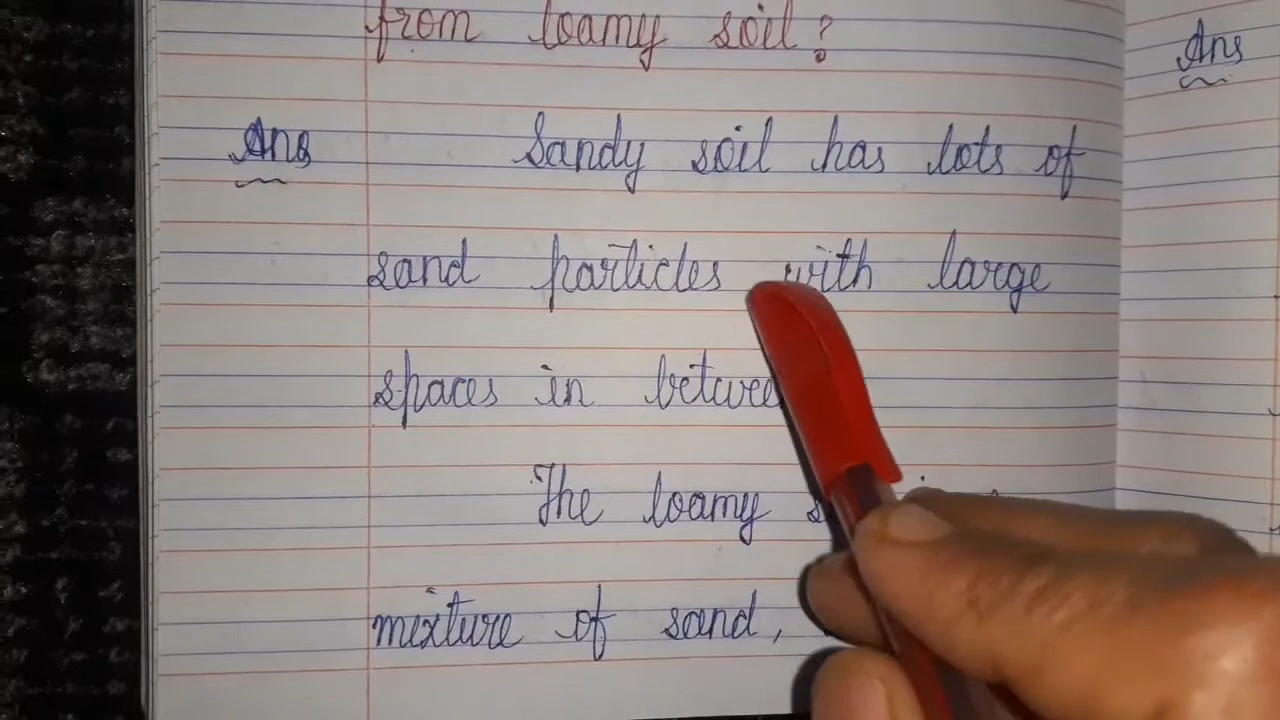 from loamy soil?
Ans Sandy soil has lots of
sand particles with large
spaces in betwee
The loamy s
mixture of sand,
Ans